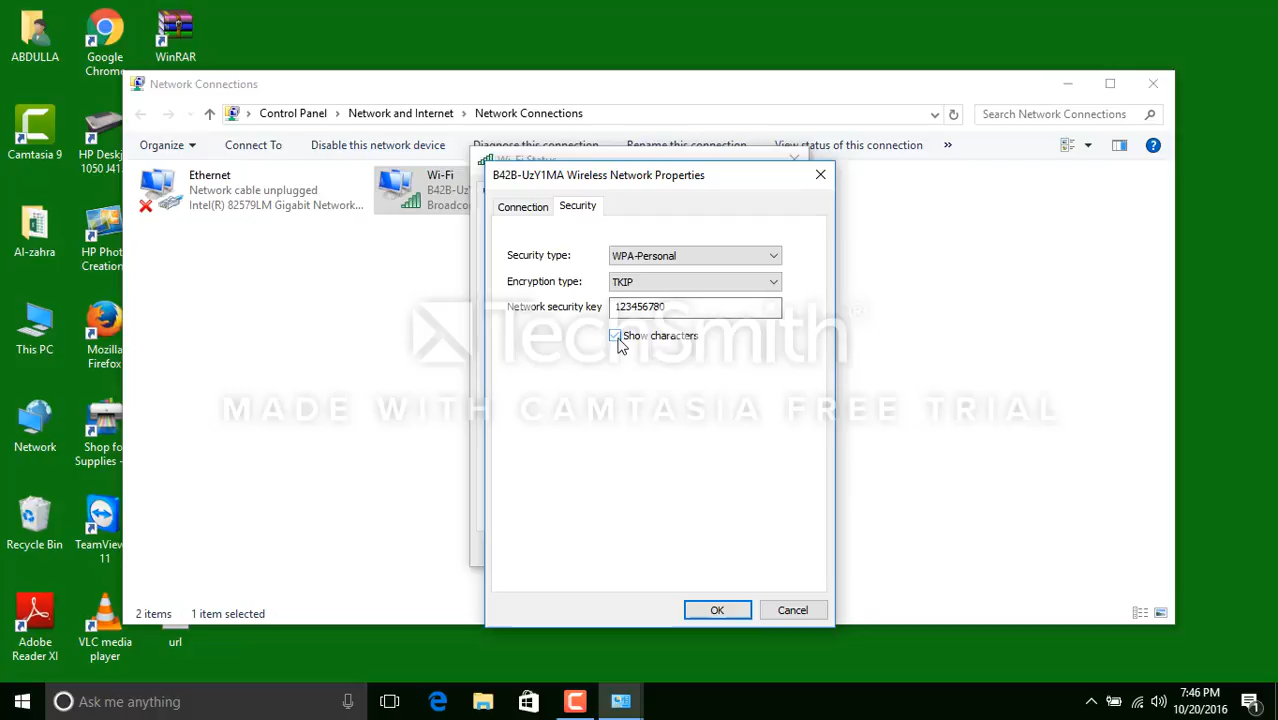 ABDULLA
Google
Chrome
WinRAR
Camtasia 9
HP Deskj
1050 J41
Al-zahra
HP Phot
Creation
This PC
Mozilla
Firefox
Network
Shop fo
Supplies -
Recycle Bin
TeamView
11
Adobe
Reader XI
VLC media
player
url
Network Connections
Control Panel
Network and Internet
Network Connections
Search Network Connections
Organize
Connect To
Disable this network device
Diagnose this connection
Rename this connection
View status of this connection
»
Ethernet
Network cable unplugged
Intel(R) 82579LM Gigabit Network...
Wi-Fi
B42B-UzY
Broadcon
Wi-Fi Status
B42B-UzY1MA Wireless Network Properties
Connection
Security
Security type:
WPA-Personal
Encryption type:
TKIP
Network security key
123456780
Show characters
OK
Cancel
TechSmith®
MADE WITH CAMTASIA FREE TRIAL
2 items
1 item selected
Ask me anything
7:46 PM
10/20/2016
1